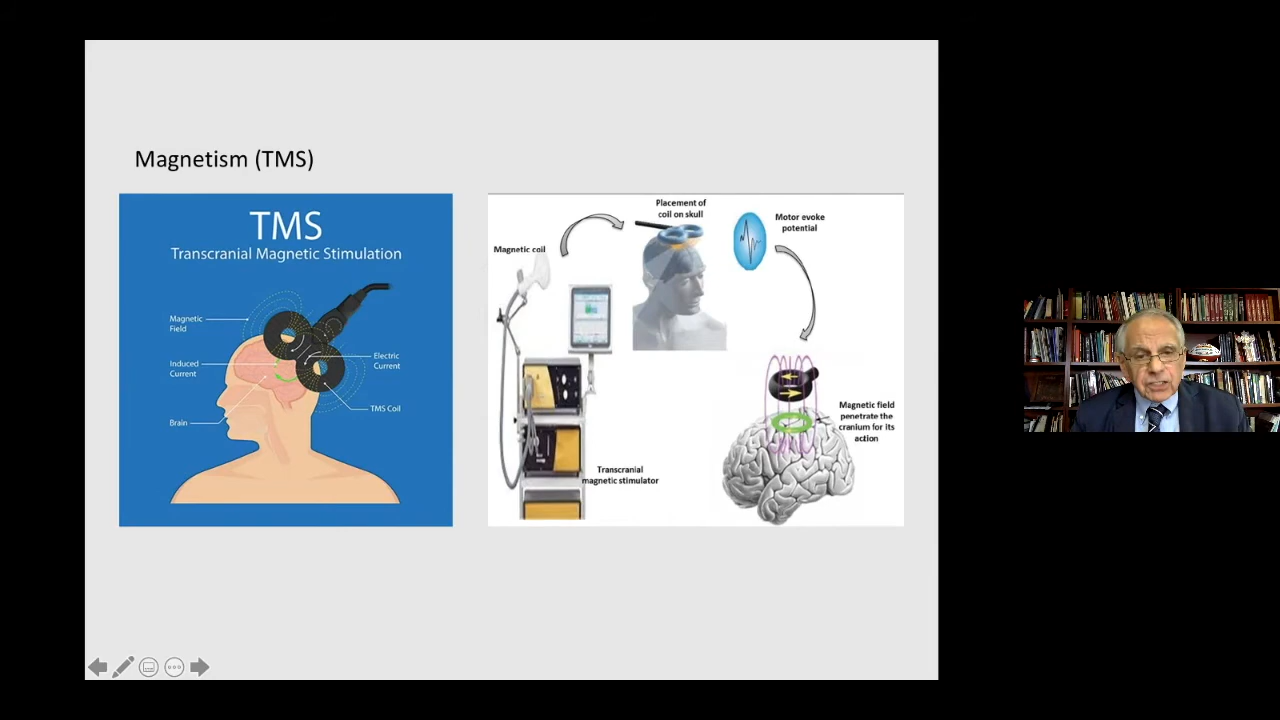 Magnetism (TMS)
TMS
Transcranial Magnetic Stimulation
Magnetic
Field
Induced
Current
Brain
Electric
Current
TMS Coil
Placement of
coil on skull
Magnetic coil
Motor evoke
potential
Magnetic field
penetrate the
cranium for its
action
Transcranial
magnetic stimulator